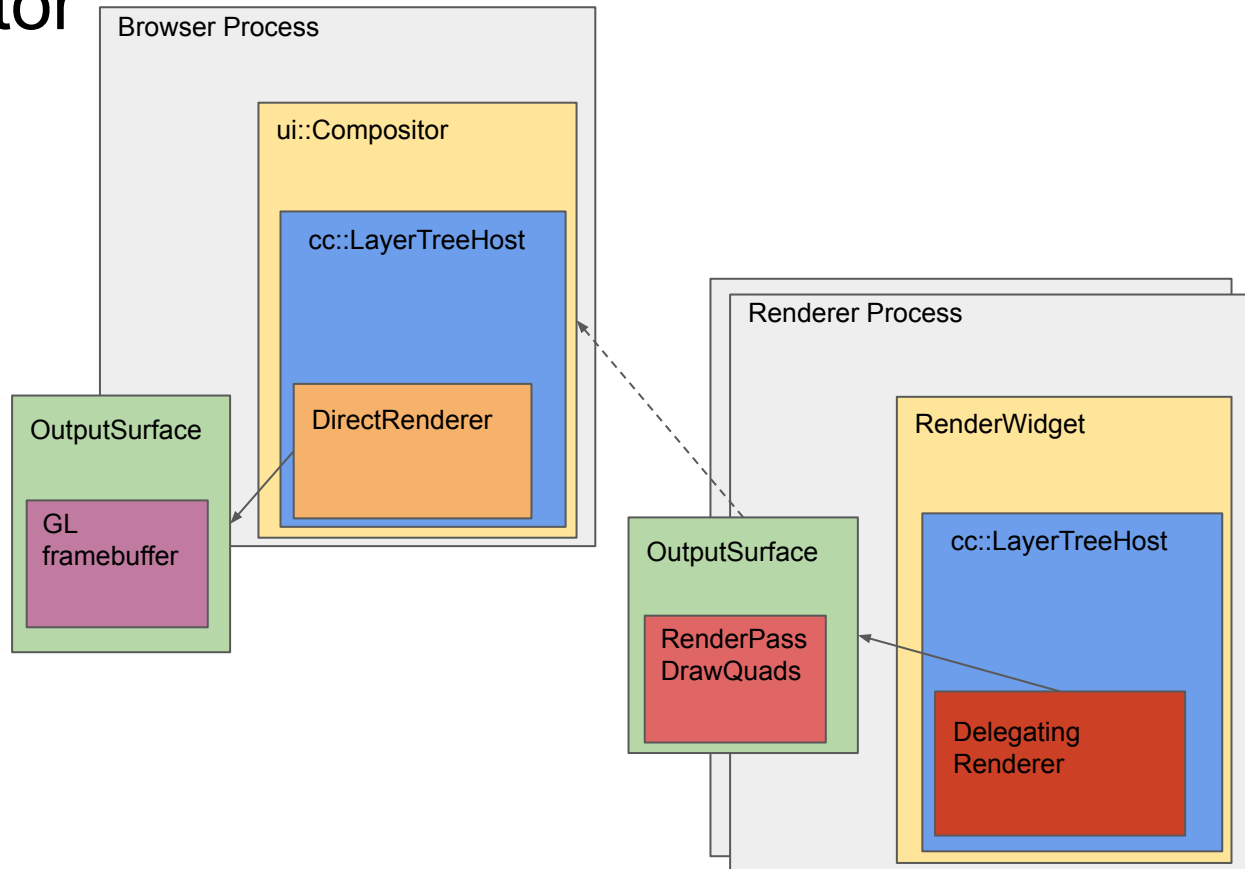 tor
Browser Process
ui::Compositor
cc::LayerTreeHost
DirectRenderer
OutputSurface
GL
framebuffer
Renderer Process
RenderWidget
cc::LayerTreeHost
OutputSurface
RenderPass
DrawQuads
Delegating
Renderer